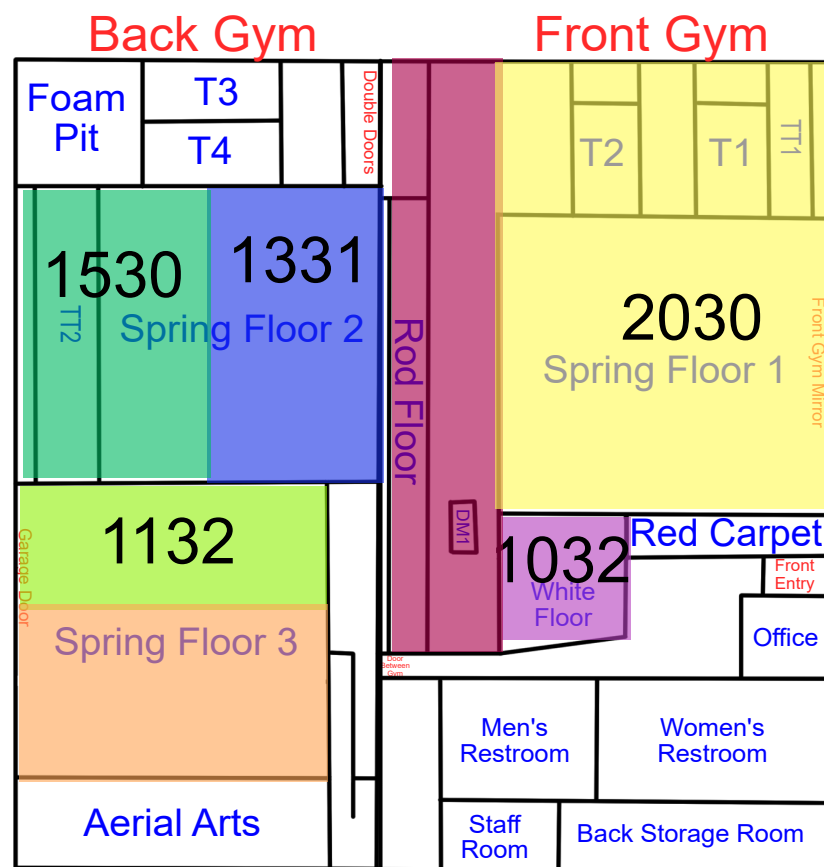 Back Gym
Front Gym
Foam
Pit
T3
T4
Double Doors
T2
T1
TT1
1530
1331
TT2
Spring Floor 2
Rod Floor
2030
Spring Floor 1
Front Gym Mirror
1132
Garage Door
Spring Floor 3
DM1
1032
White
Floor
Red Carpet
Front
Entry
Office
Door
Between
Gym
Men's
Restroom
Women's
Restroom
Aerial Arts
Staff
Room
Back Storage Room